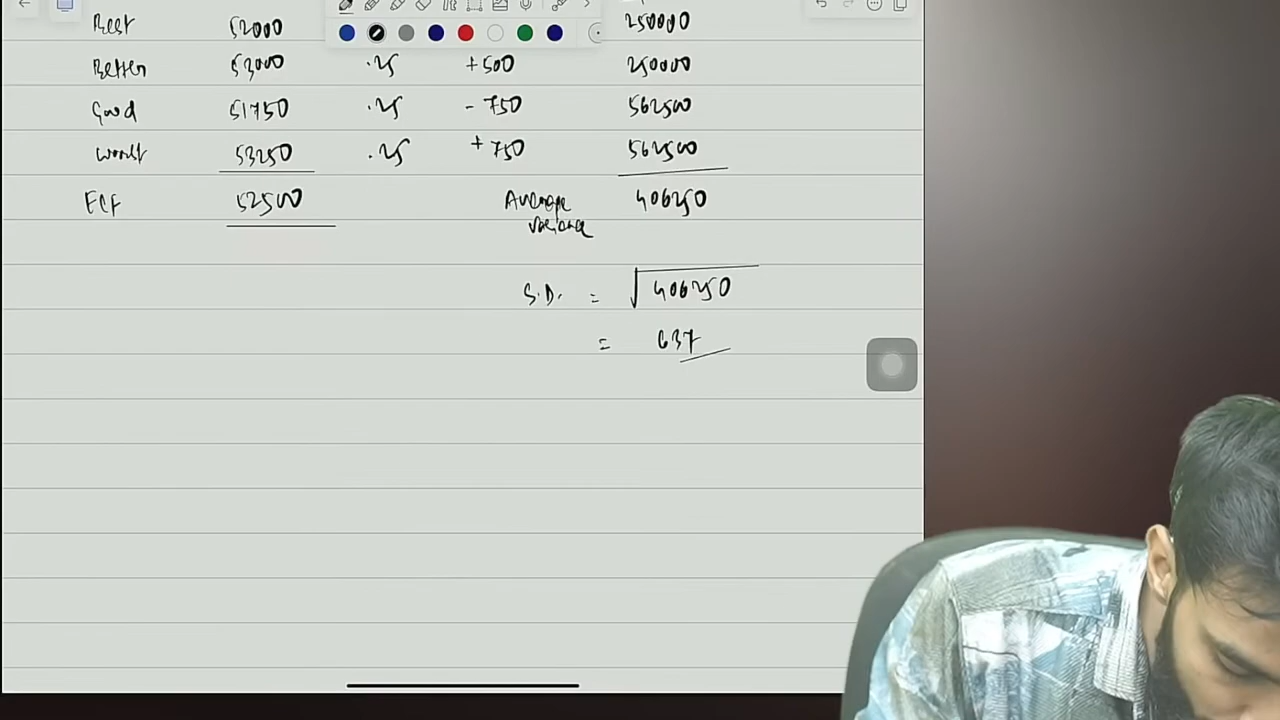 Best 52000 250000
Better 53000 .25 +500 250000
Good 51750 .25 - 750 562500
Worst 53250 .25 + 750 562500
ECF 52500 Average variance 406250
S.D. = √406250
= 637